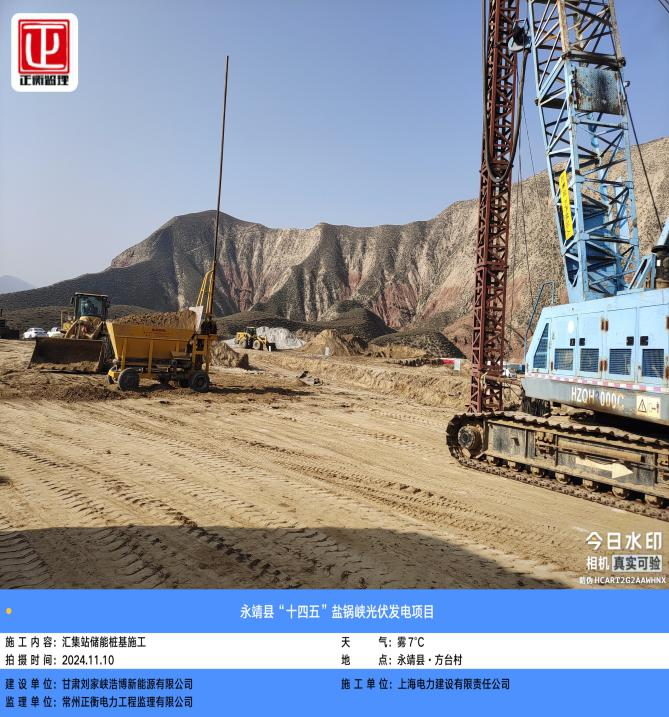 正衡监理
HZQH
今日水印
相机 真实可验
防伪 HCART2G2AAWHNX
永靖县“十四五”盐锅峡光伏发电项目
施工内容：汇集站储能桩基施工
天 气：雾 7℃
拍摄时间：2024.11.10
地 点：永靖县·方台村
建设单位：甘肃刘家峡浩博新能源有限公司
施工单位：上海电力建设有限责任公司
监理单位：常州正衡电力工程监理有限公司